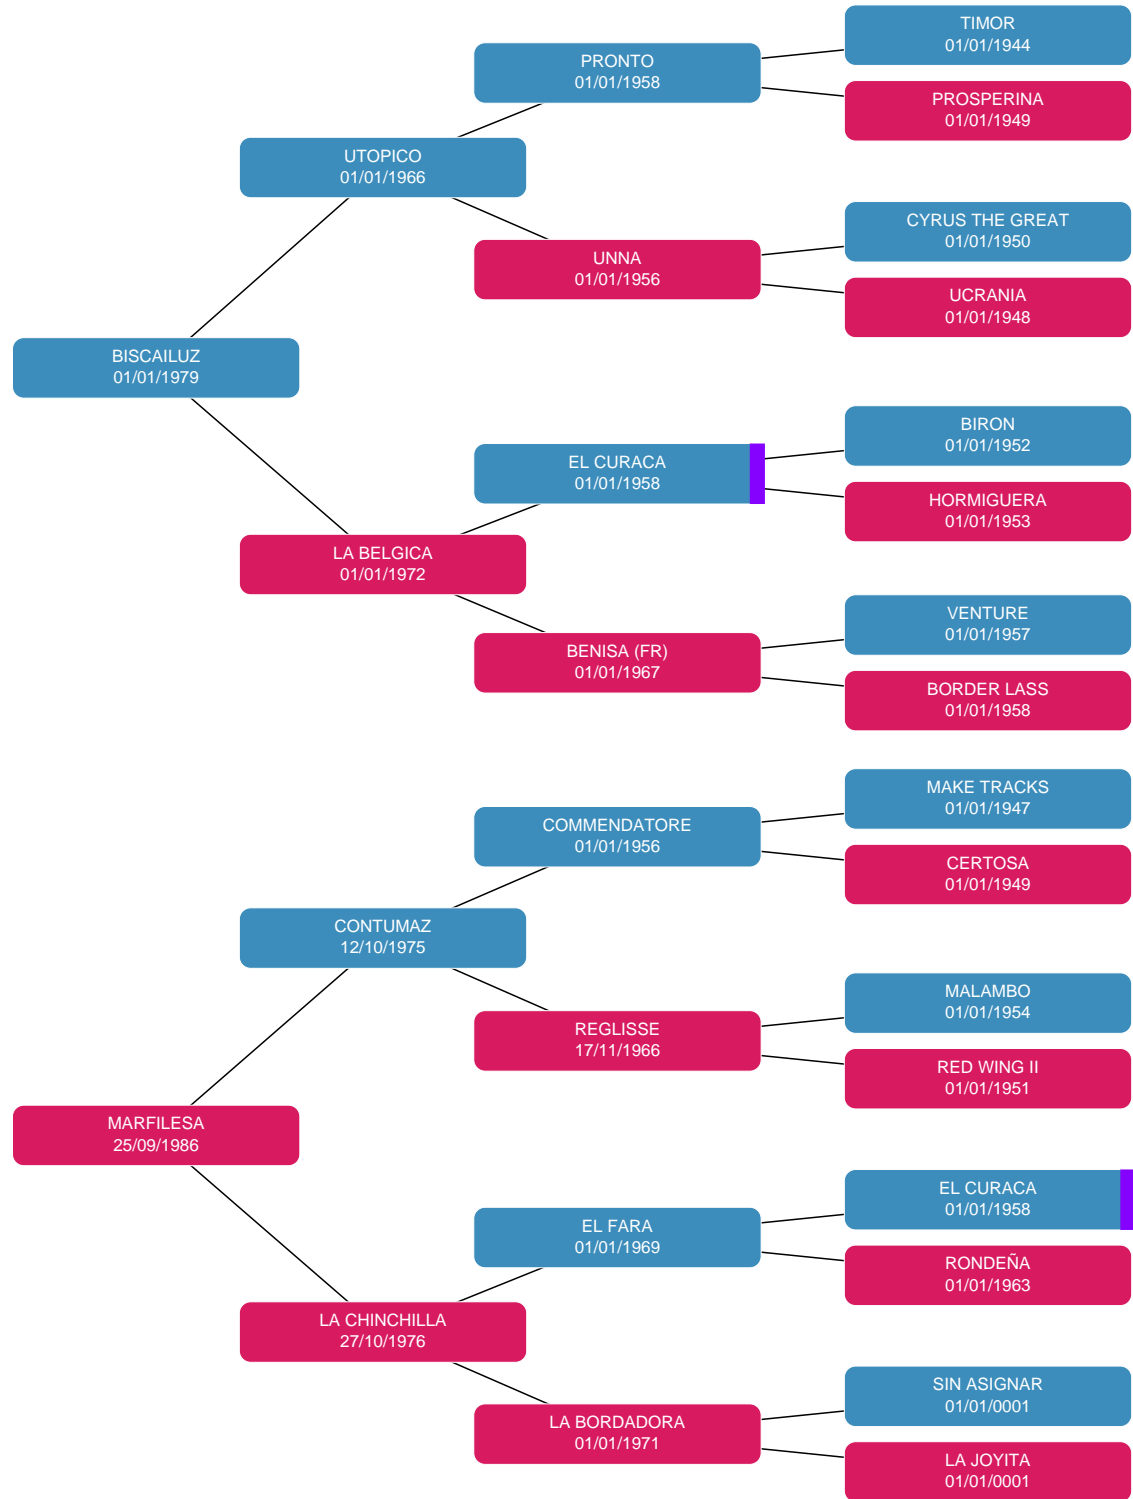 TIMOR
01/01/1944
PRONTO
01/01/1958
PROSPERINA
01/01/1949
UTOPICO
01/01/1966
CYRUS THE GREAT
01/01/1950
UNNA
01/01/1956
UCRANIA
01/01/1948
BISCAILUZ
01/01/1979
BIRON
01/01/1952
EL CURACA
01/01/1958
HORMIGUERA
01/01/1953
LA BELGICA
01/01/1972
VENTURE
01/01/1957
BENISA (FR)
01/01/1967
BORDER LASS
01/01/1958
MAKE TRACKS
01/01/1947
COMMENDATORE
01/01/1956
CERTOSA
01/01/1949
CONTUMAZ
12/10/1975
MALAMBO
01/01/1954
REGLISSE
17/11/1966
RED WING II
01/01/1951
MARFILESA
25/09/1986
EL CURACA
01/01/1958
EL FARA
01/01/1969
RONDEÑA
01/01/1963
LA CHINCHILLA
27/10/1976
SIN ASIGNAR
01/01/0001
LA BORDADORA
01/01/1971
LA JOYITA
01/01/0001